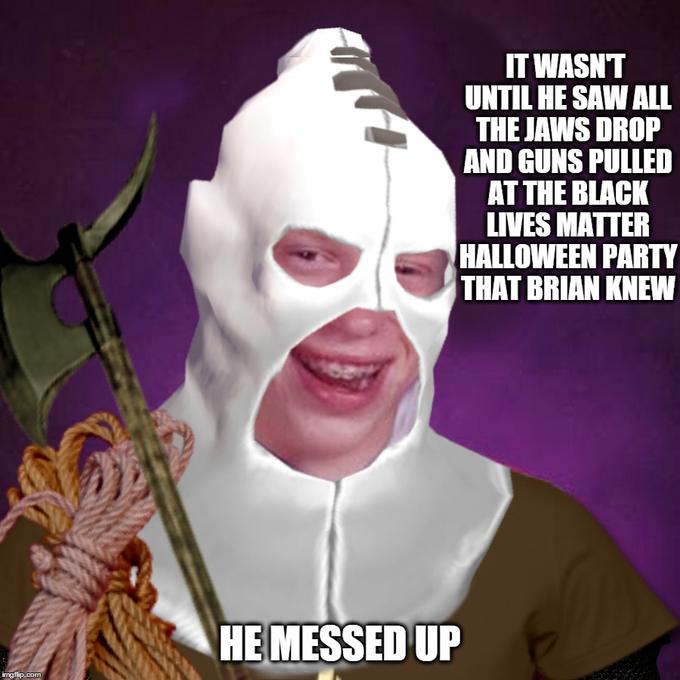 IT WASN'T
UNTIL HE SAW ALL
THE JAWS DROP
AND GUNS PULLED
AT THE BLACK
LIVES MATTER
HALLOWEEN PARTY
THAT BRIAN KNEW
HE MESSED UP
imgflip.com